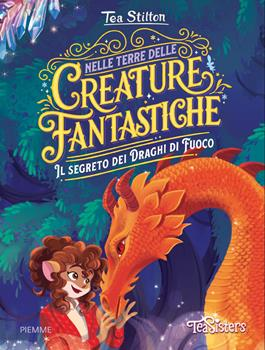 Tea Stilton
NELLE TERRE DELLE
CREATURE
FANTASTICHE
IL SEGRETO DEI DRAGHI DI FUOCO
PIEMME
TeaSisters